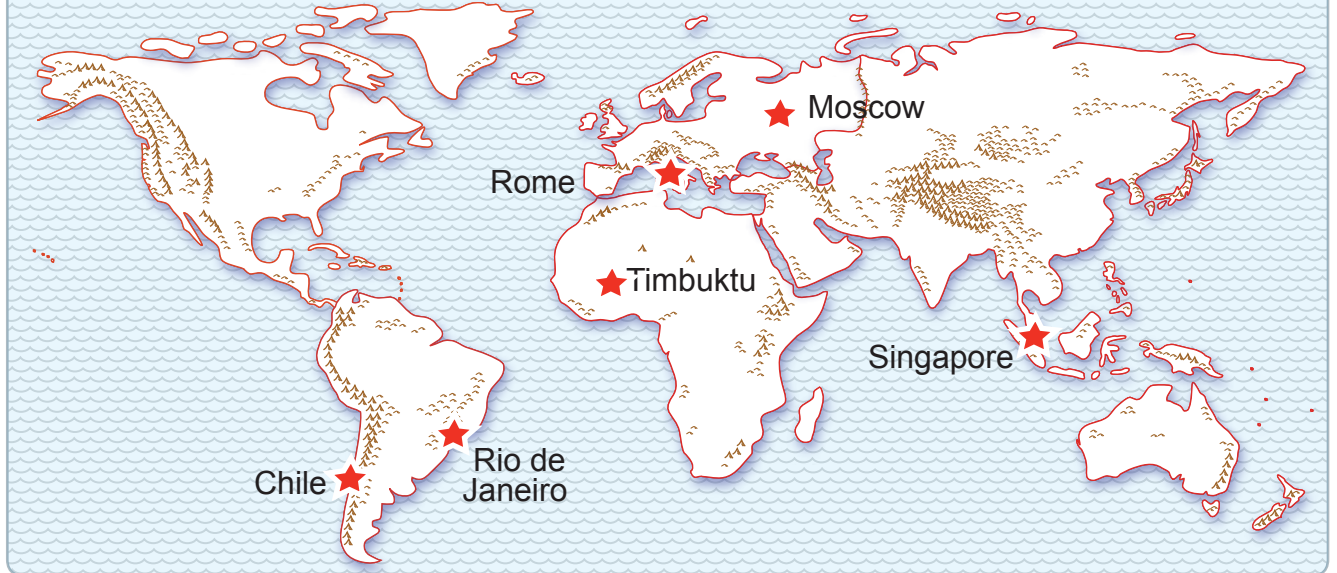 Moscow
Rome
Timbuktu
Singapore
Chile
Rio de
Janeiro